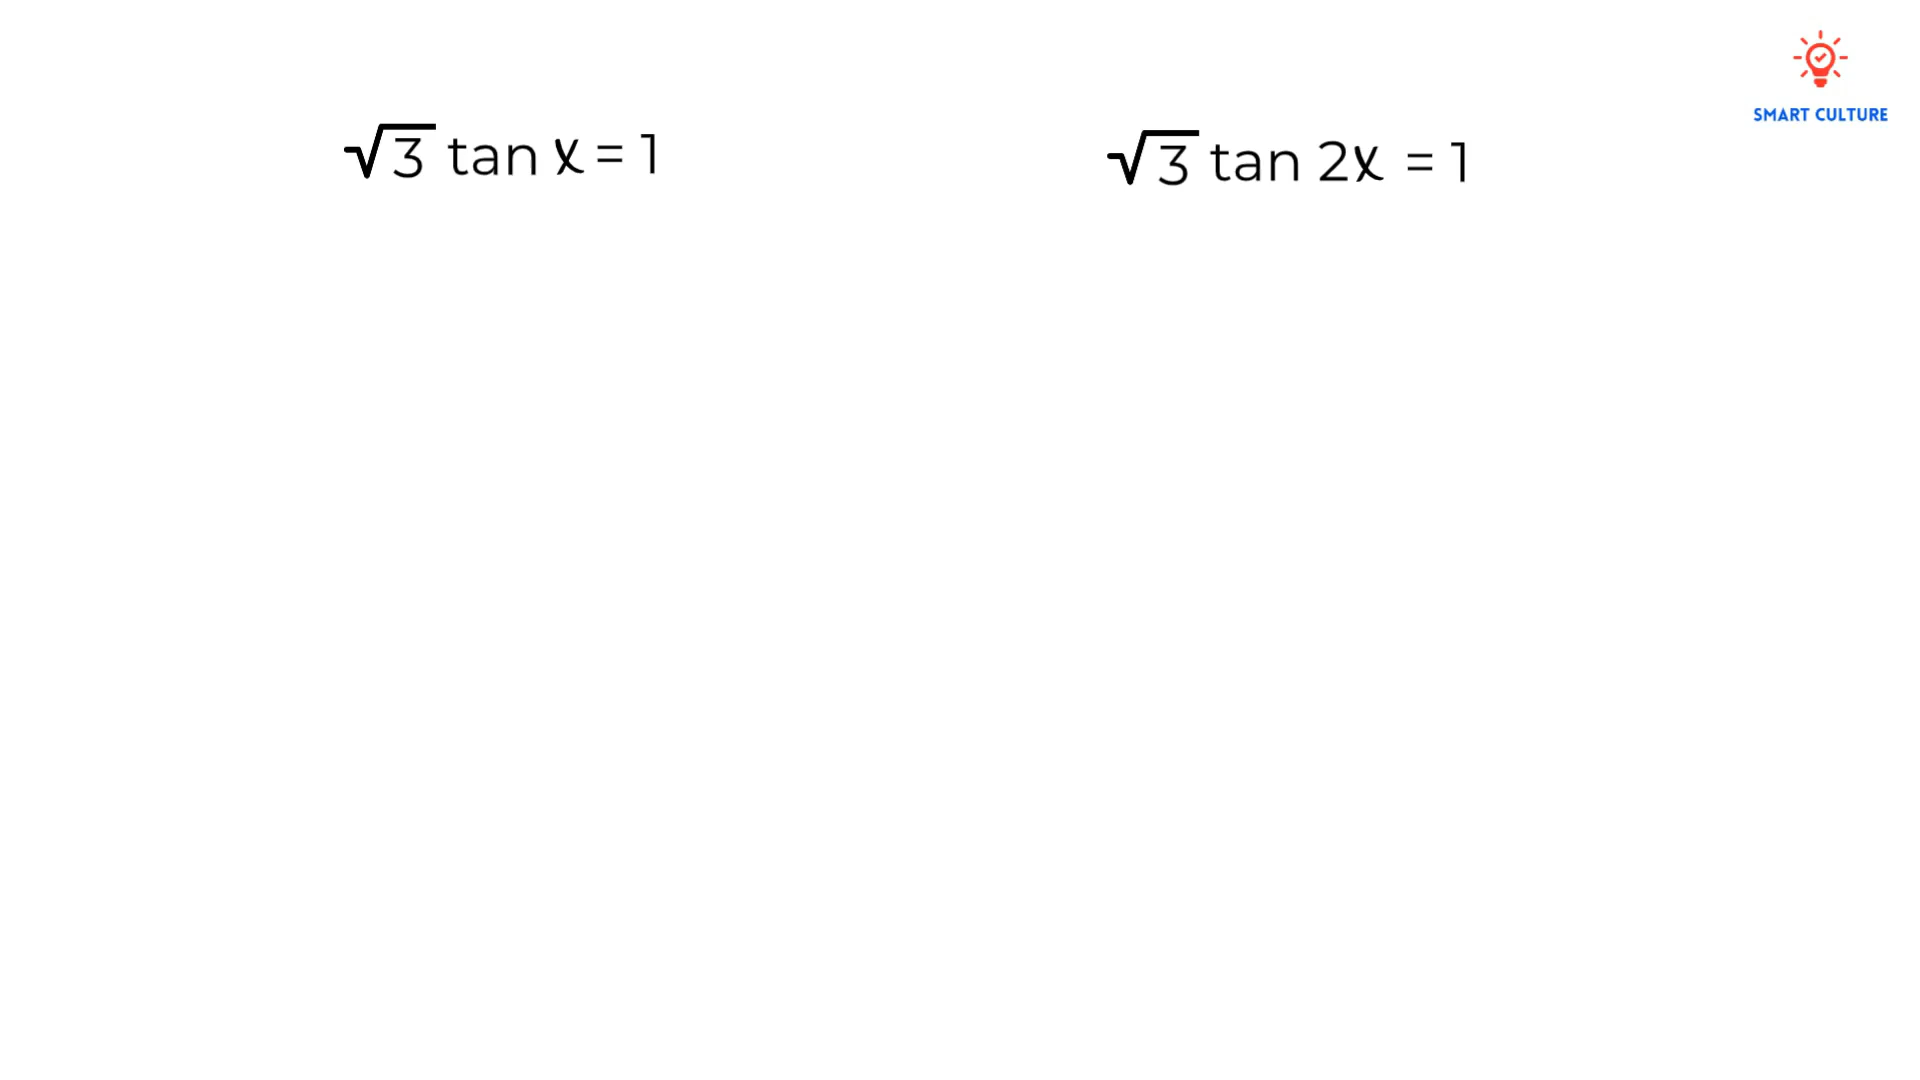 √3 tan x = 1
√3 tan 2x = 1
SMART CULTURE